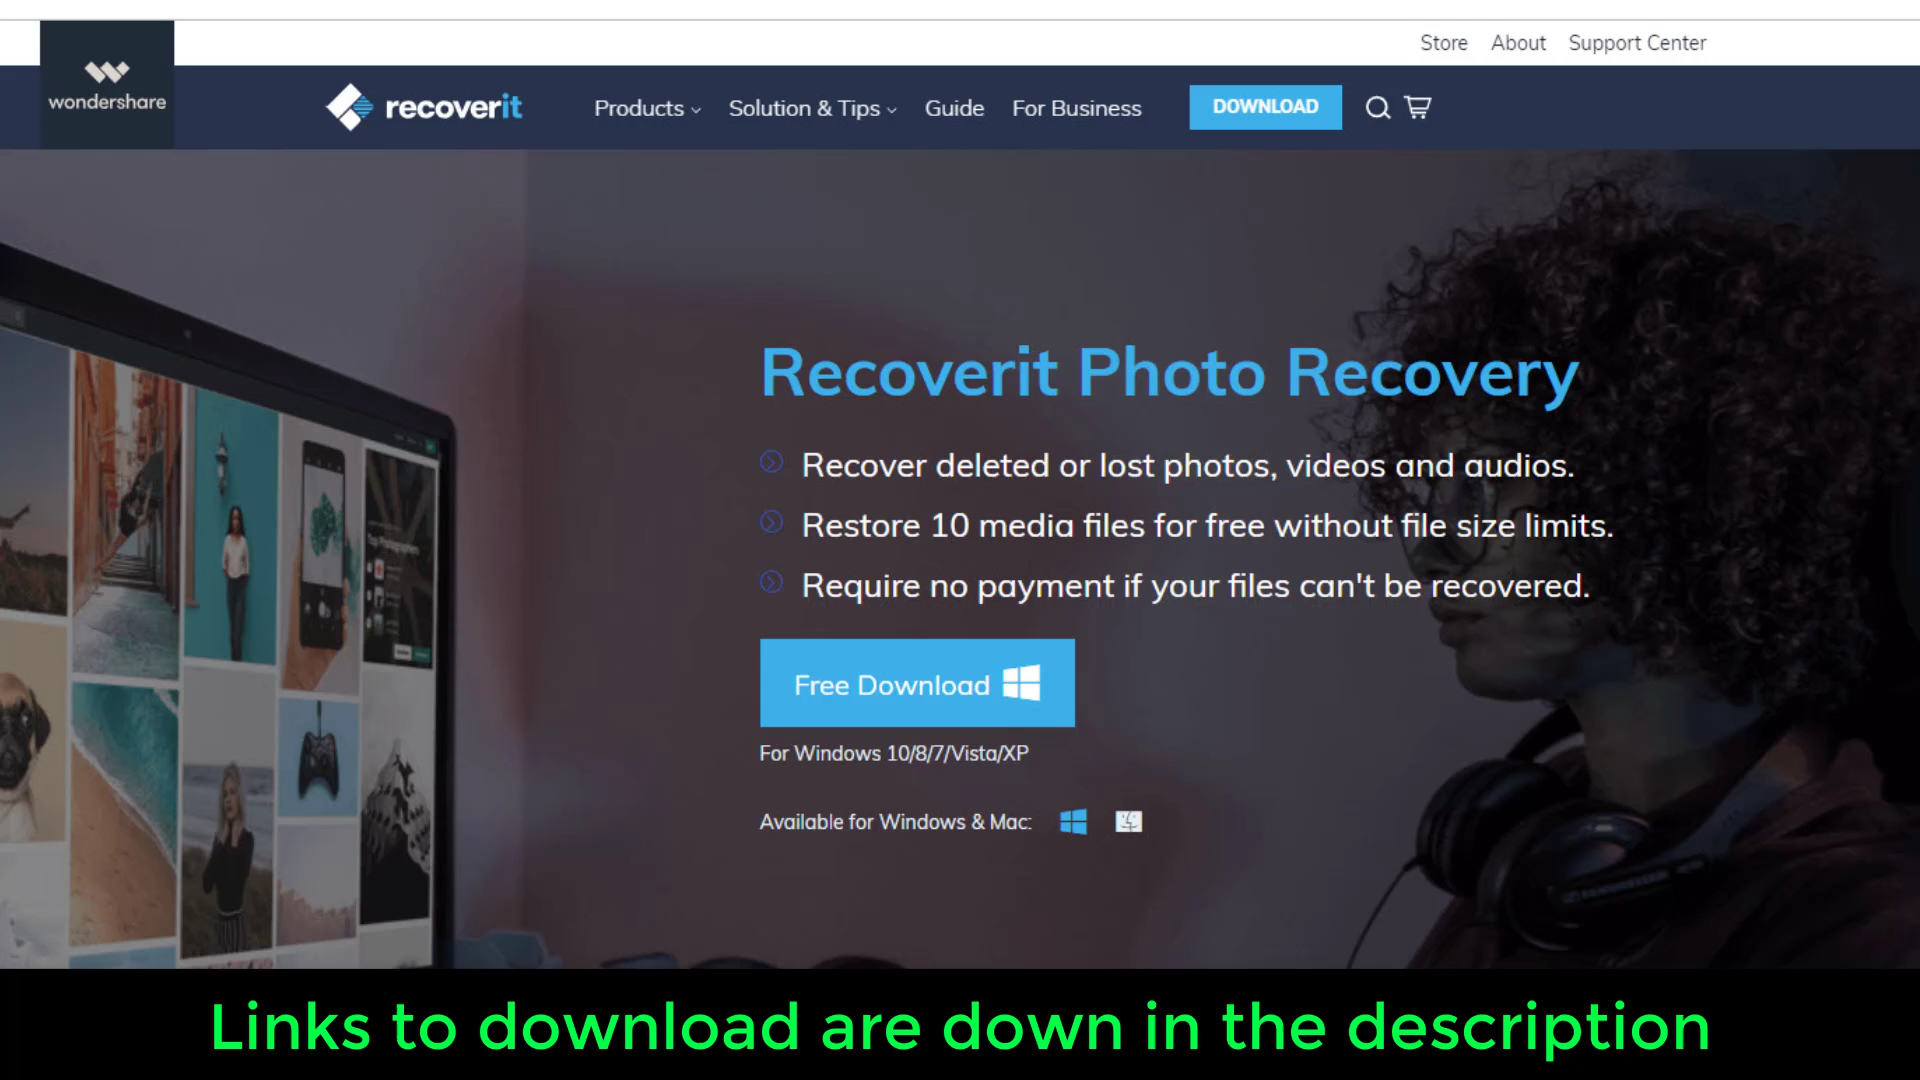 Store About Support Center
wondershare
recoverit Products Solution & Tips Guide For Business DOWNLOAD
Recoverit Photo Recovery
Recover deleted or lost photos, videos and audios.
Restore 10 media files for free without file size limits.
Require no payment if your files can't be recovered.
Free Download
For Windows 10/8/7/Vista/XP
Available for Windows & Mac:
Links to download are down in the description